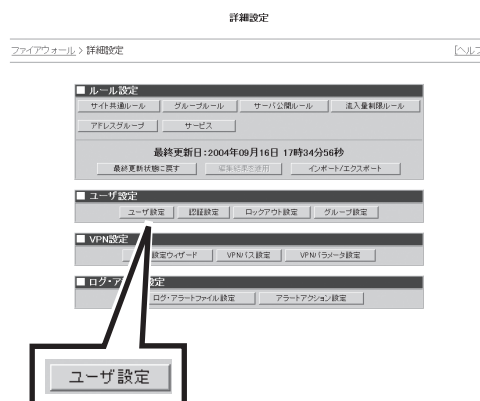 詳細設定
ファイアウォール > 詳細設定
[ヘルプ
■ ルール設定
サイト共通ルール グループルール サーバ公開ルール 流入量制限ルール
アドレスグループ サービス
最終更新日:2004年09月16日 17時34分56秒
最終更新状態に戻す 編集結果を適用 インポート/エクスポート
■ ユーザ設定
ユーザ設定 認証設定 ロックアウト設定 グループ設定
■ VPN設定
設定ウィザード VPNパス設定 VPNパラメータ設定
■ ログ・ア 設定
ログ・アラートファイル設定 アラートアクション設定
ユーザ設定